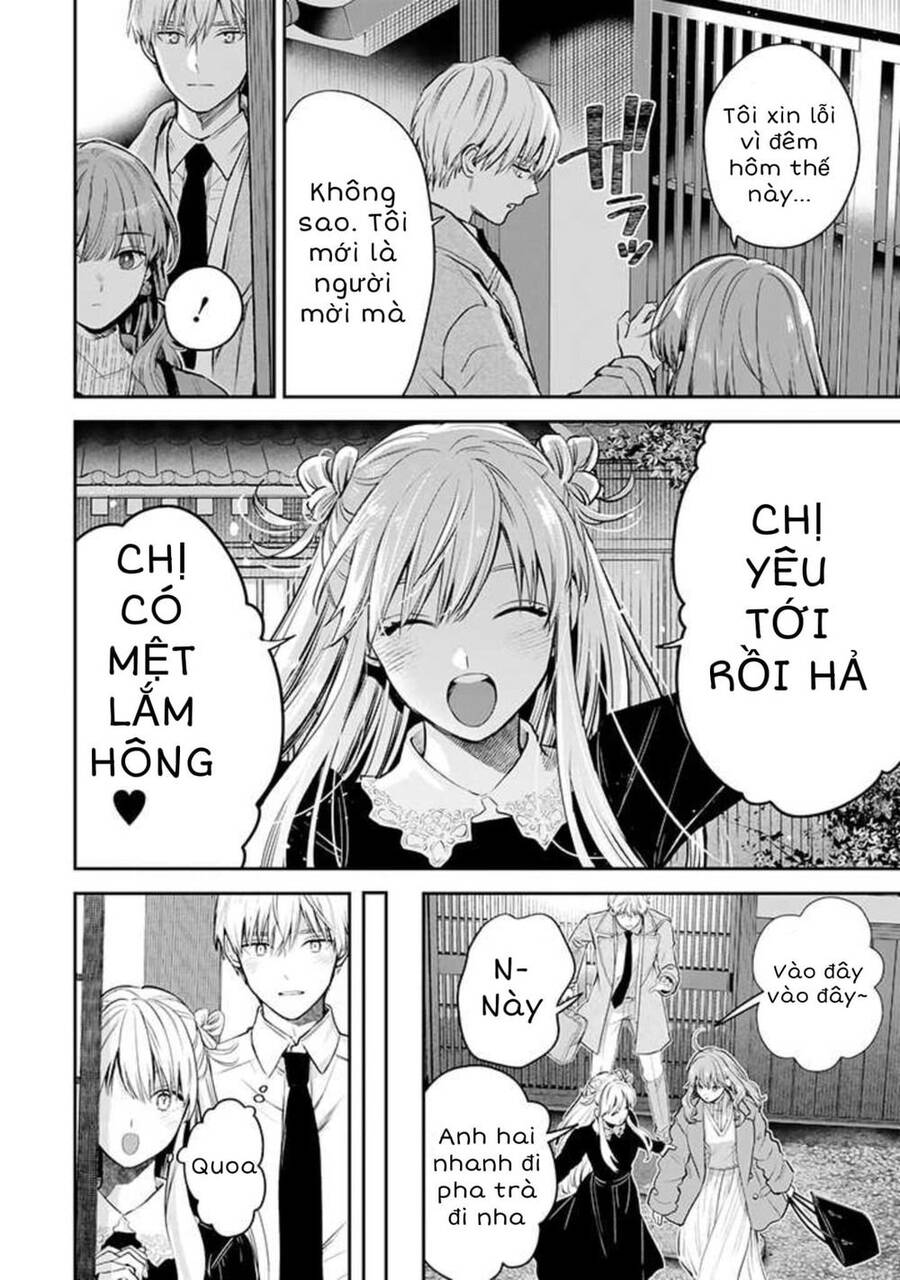 Tôi xin lỗi
vì đêm
hôm thế
này...
Không
sao. Tôi
mới là
người
mời mà
!
CHỊ
YÊU
TỚI
RỒI HẢ
CHỊ
CÓ
MỆT
LẮM
HÔNG
♥
Vào đây
vào đây~
N-
Này
Anh hai
nhanh đi
pha trà
đi nha
Quoa